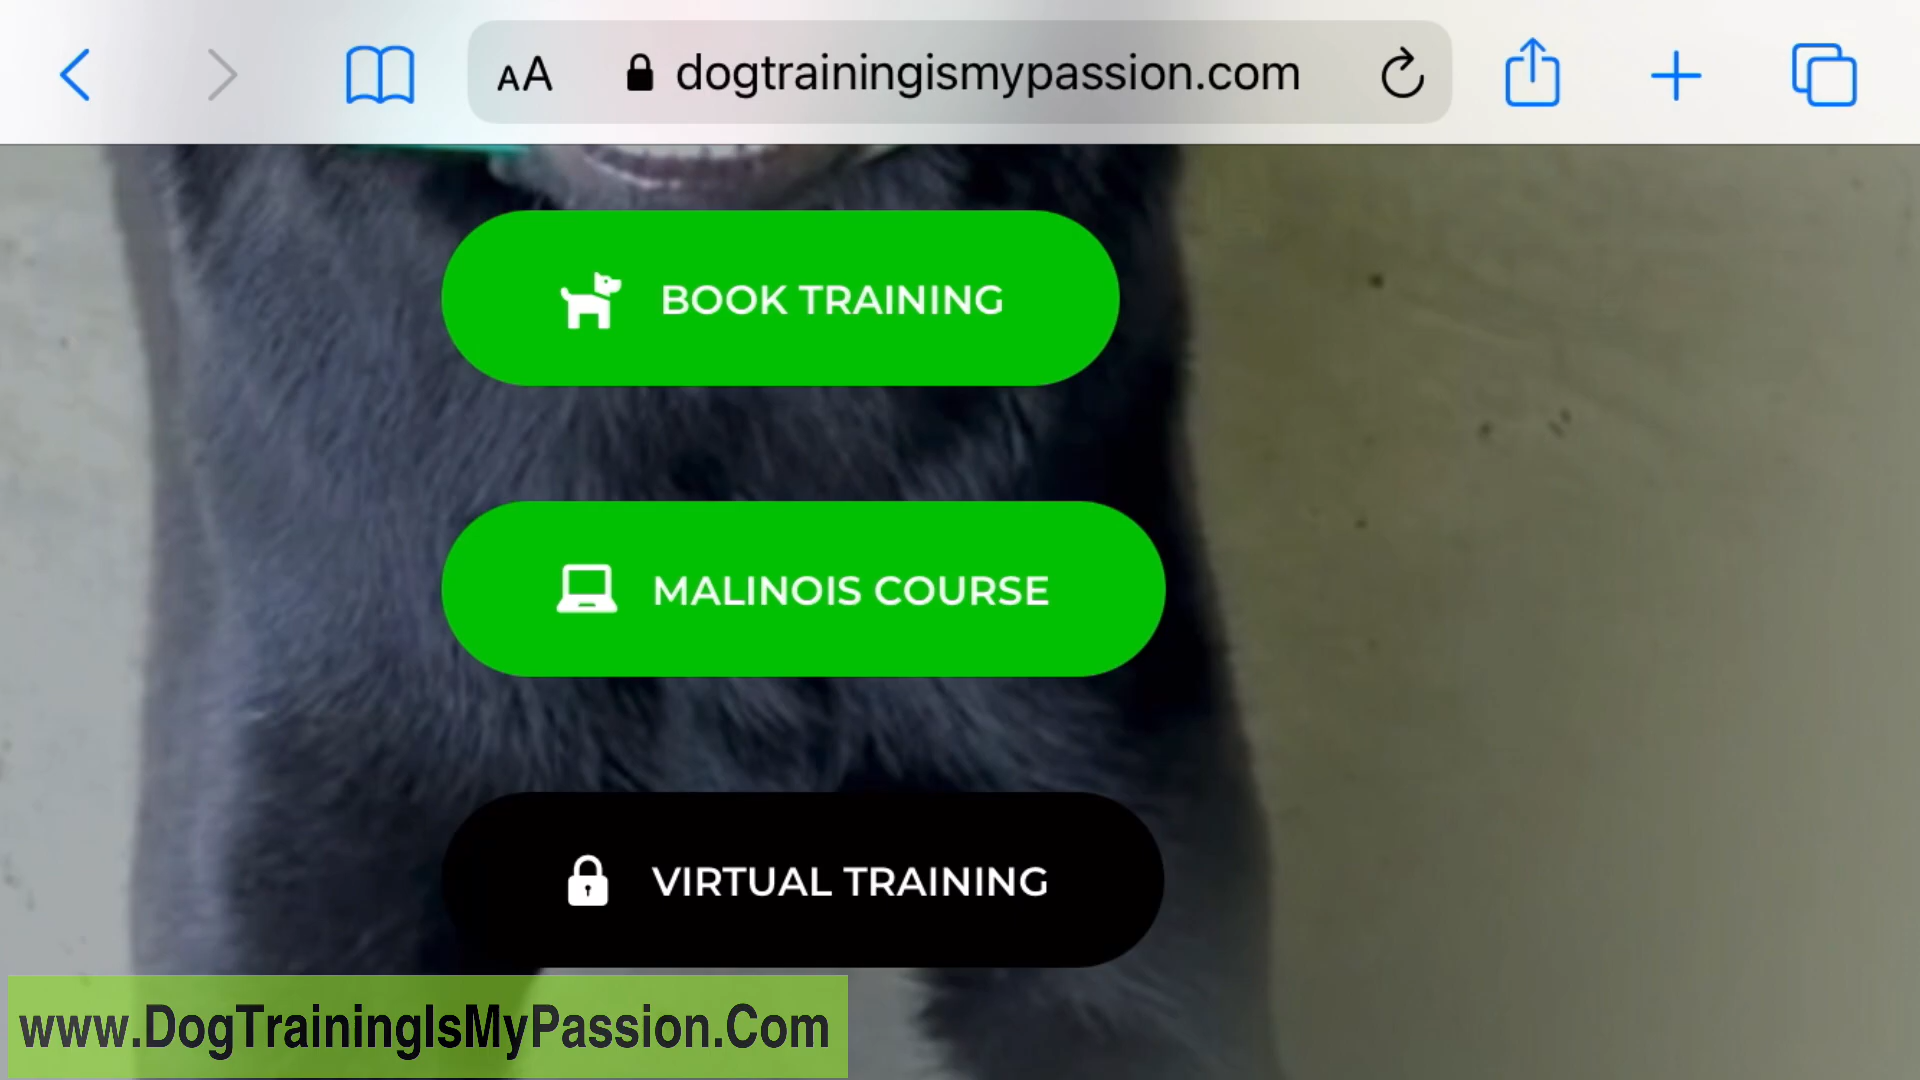 AA dogtrainingismypassion.com
BOOK TRAINING
MALINOIS COURSE
VIRTUAL TRAINING
www.DogTrainingIsMyPassion.Com